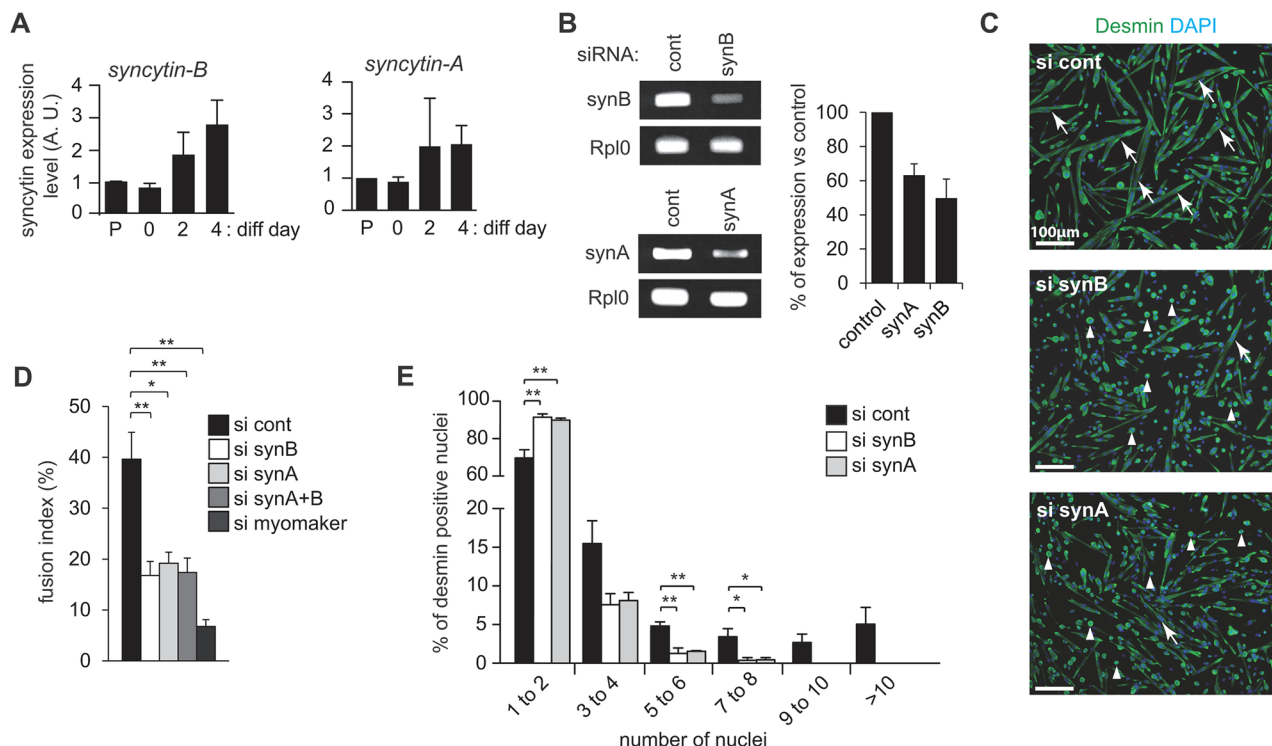 A
syncytin-B
syncytin-A
syncytin expression
level (A. U.)
4
3
2
1
0
P 0 2 4 : diff day
4
3
2
1
0
P 0 2 4 : diff day
B
siRNA:
cont
synB
synB
Rpl0
cont
synA
synA
Rpl0
% of expression vs control
100
80
60
40
20
0
control
synA
synB
C
Desmin DAPI
si cont
100µm
si synB
si synA
D
**
**
*
**
fusion index (%)
50
40
30
20
10
0
si cont
si synB
si synA
si synA+B
si myomaker
E
% of desmin positive nuclei
100
90
80
70
60
20
15
10
5
0
**
**
**
**
*
*
si cont
si synB
si synA
1 to 2
3 to 4
5 to 6
7 to 8
9 to 10
>10
number of nuclei